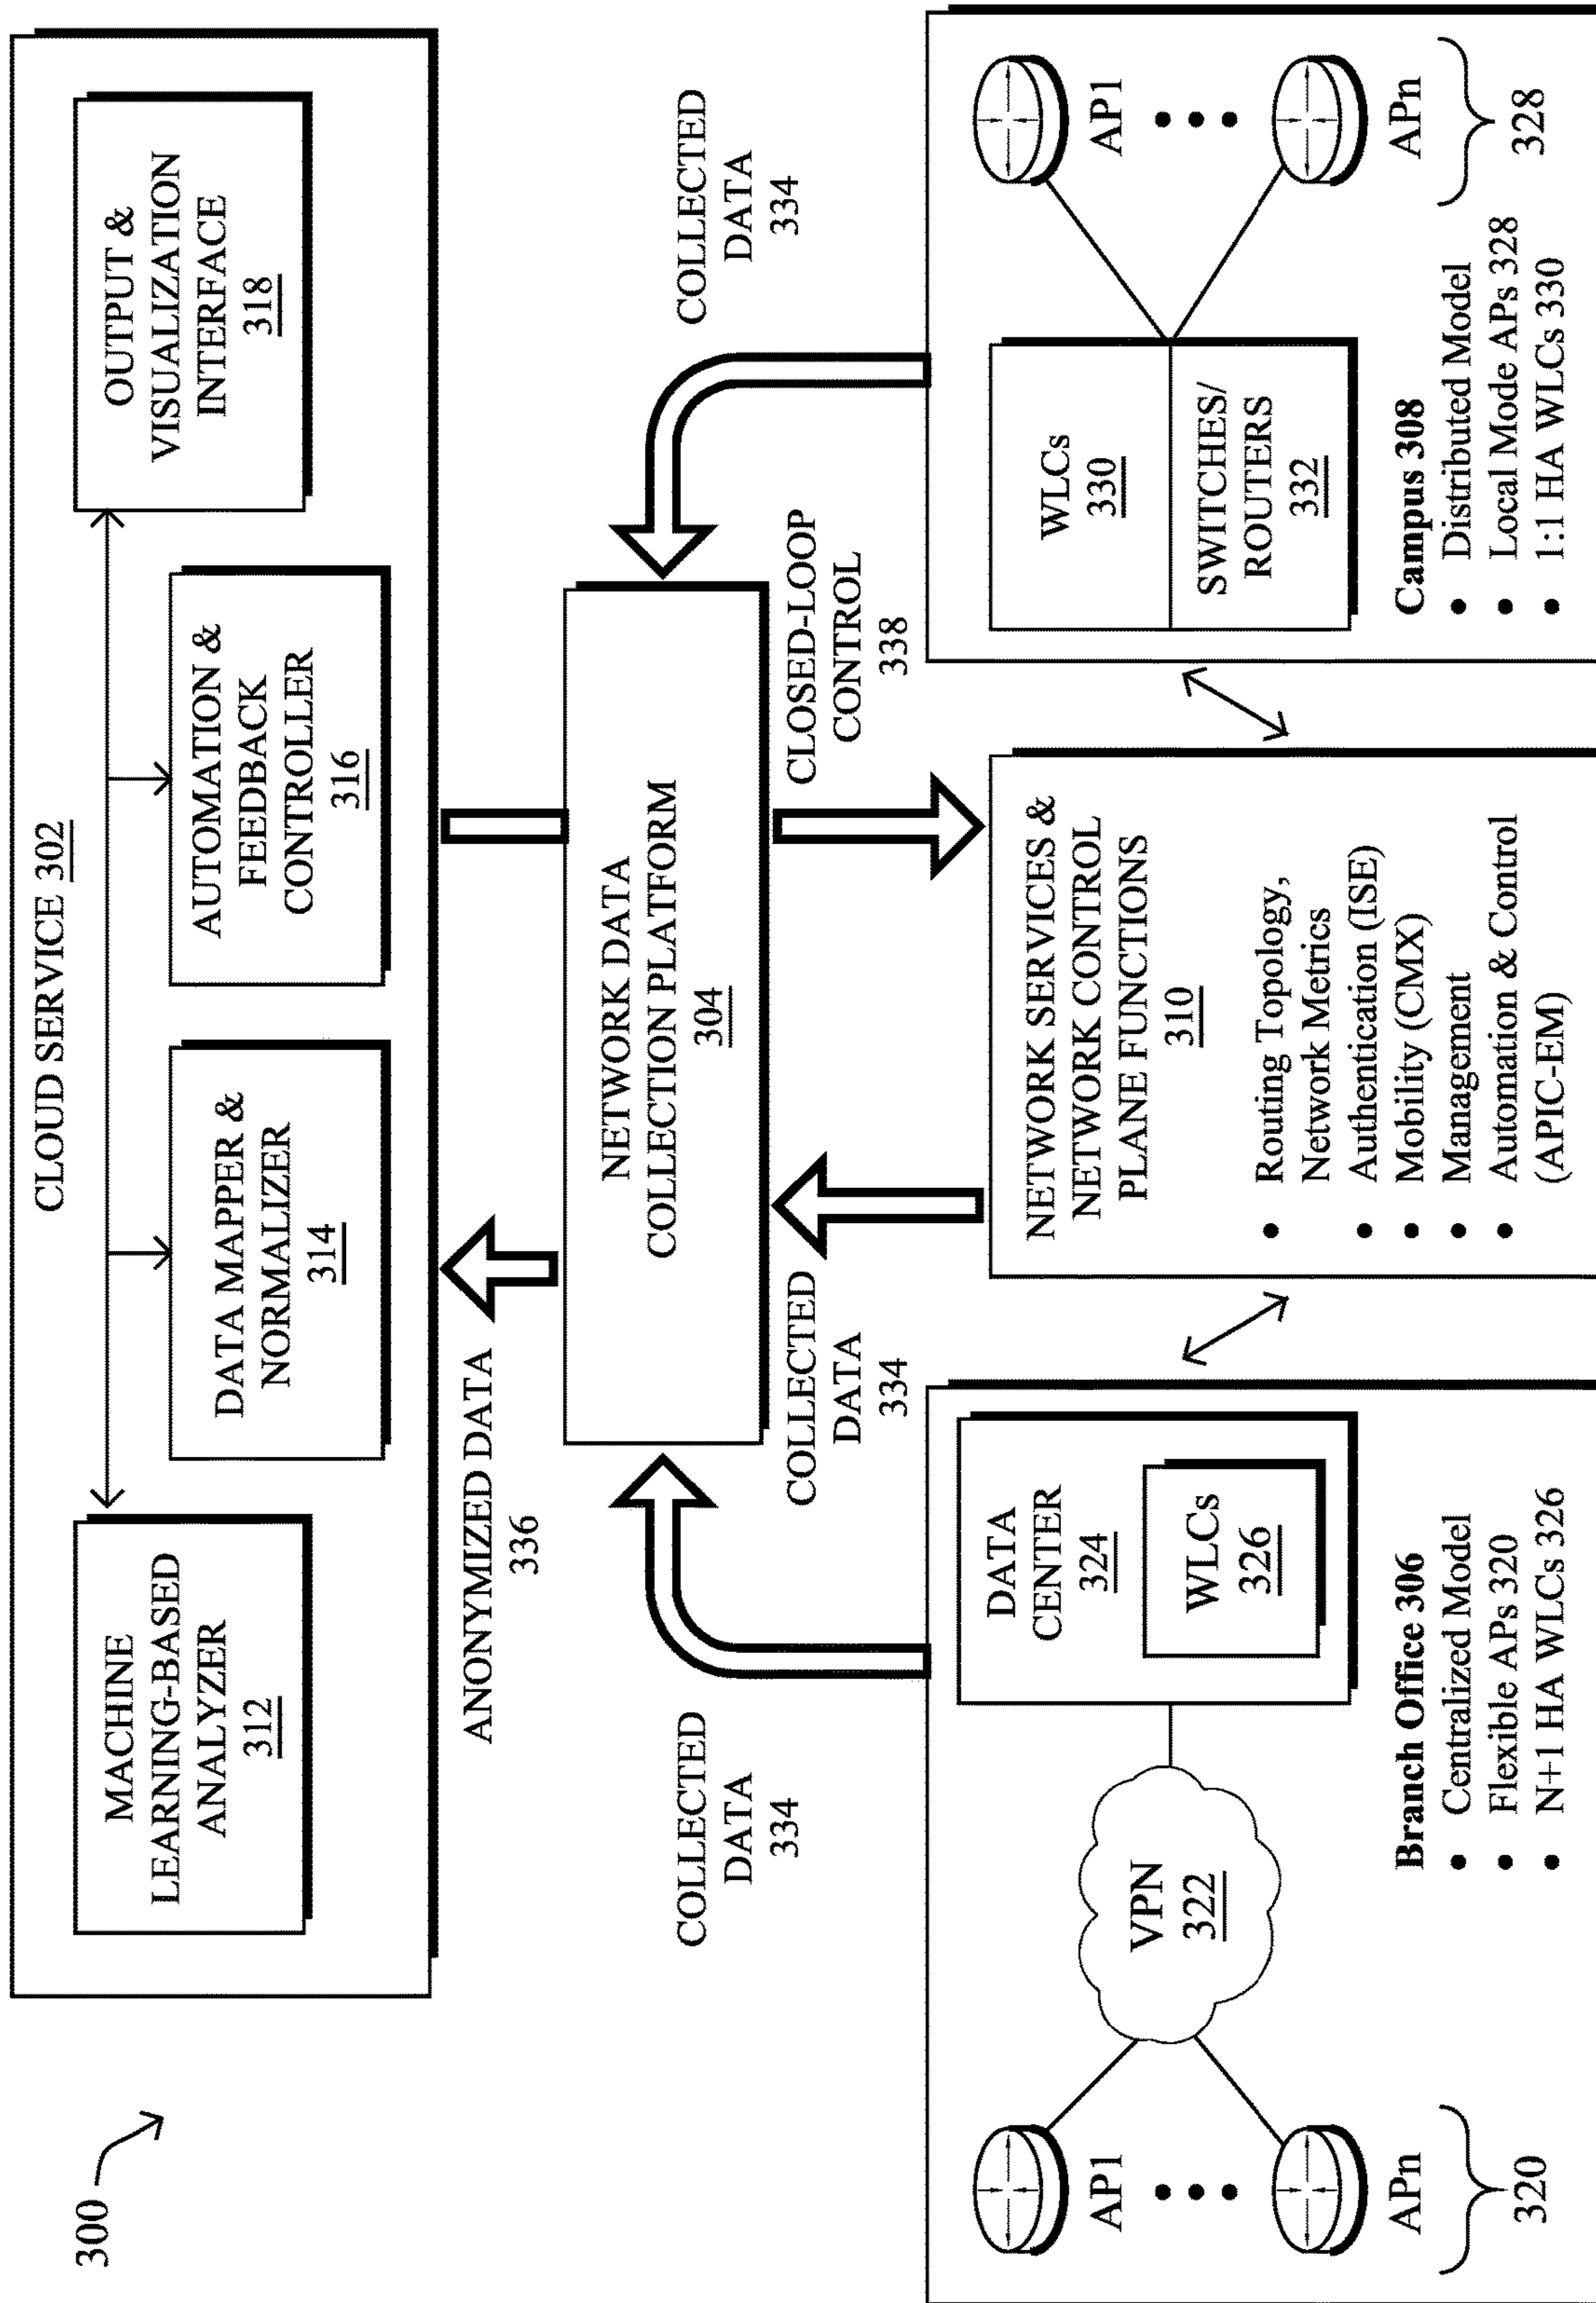 300
CLOUD SERVICE 302
MACHINE
LEARNING-BASED
ANALYZER
312
DATA MAPPER &
NORMALIZER
314
AUTOMATION &
FEEDBACK
CONTROLLER
316
OUTPUT &
VISUALIZATION
INTERFACE
318
ANONYMIZED DATA
336
COLLECTED
DATA
334
NETWORK DATA
COLLECTION PLATFORM
304
COLLECTED
DATA
334
COLLECTED
DATA
334
CLOSED-LOOP
CONTROL
338
AP1
APn
320
VPN
322
DATA
CENTER
324
WLCs
326
Branch Office 306
• Centralized Model
• Flexible APs 320
• N+1 HA WLCs 326
NETWORK SERVICES &
NETWORK CONTROL
PLANE FUNCTIONS
310
• Routing Topology,
Network Metrics
• Authentication (ISE)
• Mobility (CMX)
• Management
• Automation & Control
(APIC-EM)
WLCs
330
SWITCHES/
ROUTERS
332
AP1
APn
328
Campus 308
• Distributed Model
• Local Mode APs 328
• 1:1 HA WLCs 330